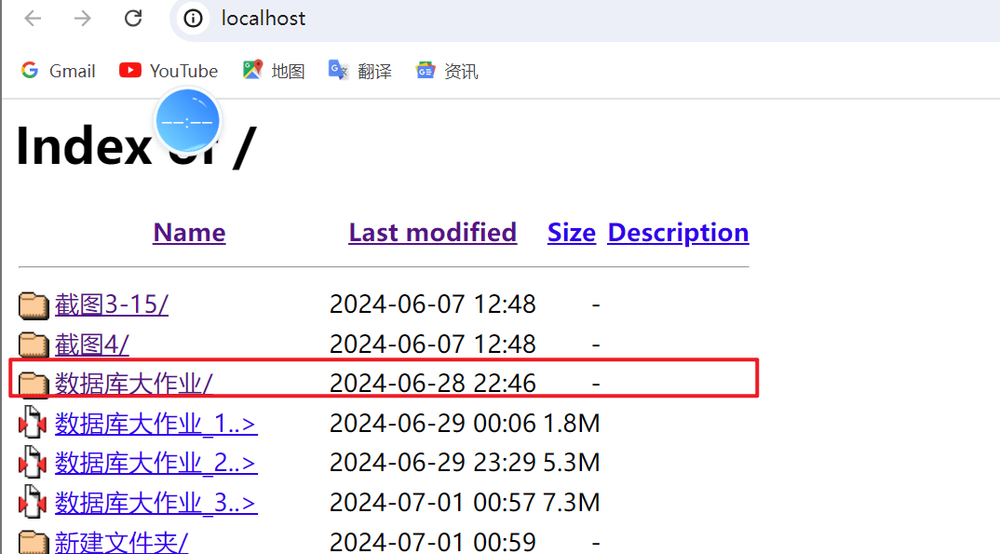 localhost
Gmail YouTube 地图 翻译 资讯
--:--
Index of /
Name Last modified Size Description
截图3-15/ 2024-06-07 12:48 -
截图4/ 2024-06-07 12:48 -
数据库大作业/ 2024-06-28 22:46 -
数据库大作业_1..> 2024-06-29 00:06 1.8M
数据库大作业_2..> 2024-06-29 23:29 5.3M
数据库大作业_3..> 2024-07-01 00:57 7.3M
新建文件夹/ 2024-07-01 00:59 -